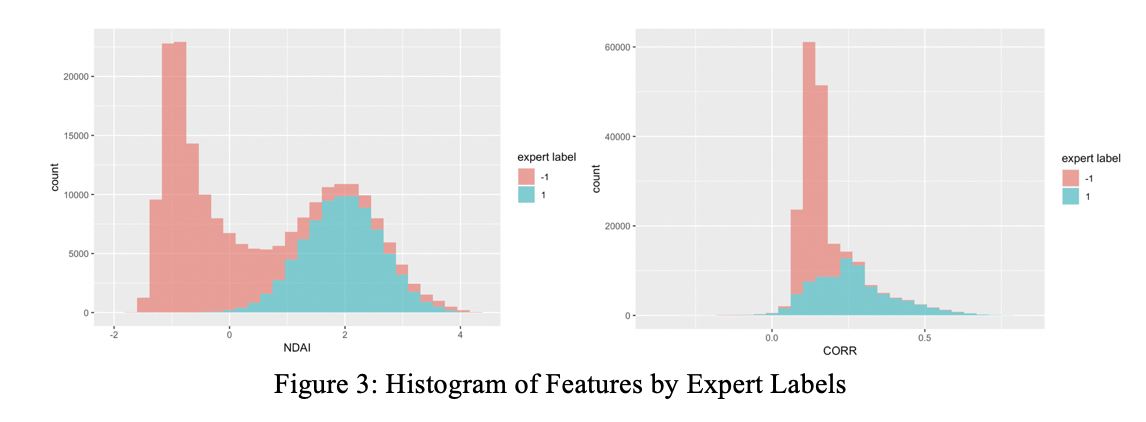 20000
15000
10000
5000
0
count
-2
0
2
4
NDAI
expert label
-1
1
60000
40000
20000
0
count
0.0
0.5
CORR
expert label
-1
1
Figure 3: Histogram of Features by Expert Labels